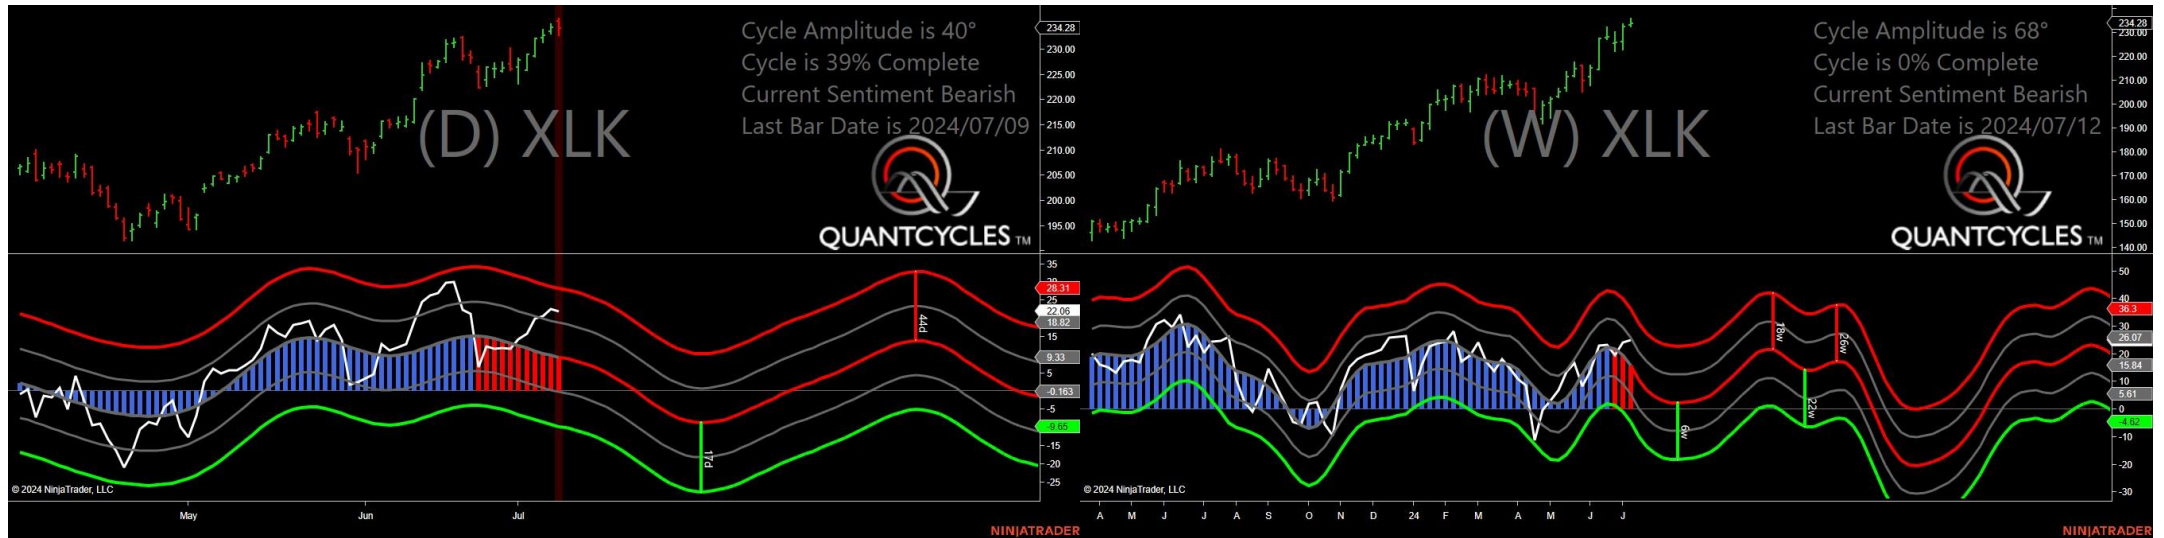 Cycle Amplitude is 40°
Cycle is 39% Complete
Current Sentiment Bearish
Last Bar Date is 2024/07/09
(D) XLK
QUANTCYCLES TM
234.28
230.00
225.00
220.00
215.00
210.00
205.00
200.00
195.00
35
28.31
25
22.06
18.82
15
9.33
5
-0.163
-5
-9.65
-15
-20
-25
44d
17d
© 2024 NinjaTrader, LLC
May
Jun
Jul
NINJATRADER
Cycle Amplitude is 68°
Cycle is 0% Complete
Current Sentiment Bearish
Last Bar Date is 2024/07/12
(W) XLK
QUANTCYCLES TM
234.28
230.00
220.00
210.00
200.00
190.00
180.00
170.00
160.00
150.00
140.00
50
40
36.3
30
26.07
20
15.84
10
5.61
0
-4.62
-10
-20
-30
18w
26w
6w
22w
© 2024 NinjaTrader, LLC
A M J J A S O N D 24 F M A M J J
NINJATRADER